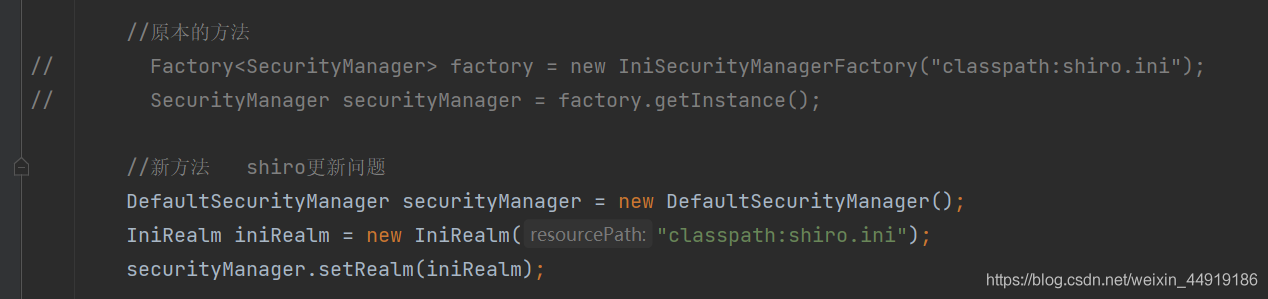 //原本的方法
//        Factory<SecurityManager> factory = new IniSecurityManagerFactory("classpath:shiro.ini");
//        SecurityManager securityManager = factory.getInstance();
//新方法   shiro更新问题
DefaultSecurityManager securityManager = new DefaultSecurityManager();
IniRealm iniRealm = new IniRealm( resourcePath: "classpath:shiro.ini");
securityManager.setRealm(iniRealm);
https://blog.csdn.net/weixin_44919186